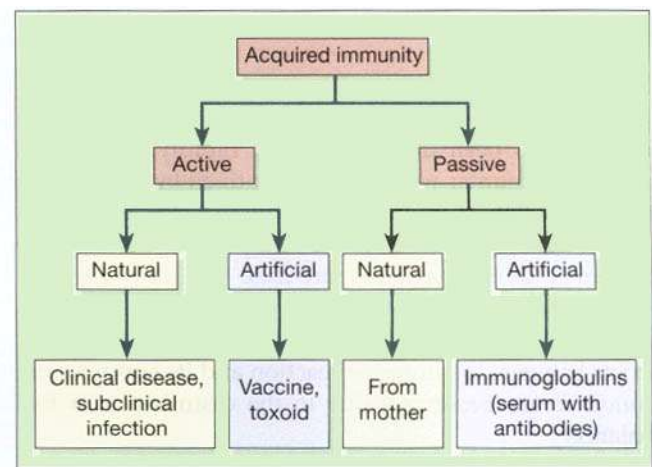 Acquired immunity
Active
Passive
Natural
Artificial
Natural
Artificial
Clinical disease,
subclinical
infection
Vaccine,
toxoid
From
mother
Immunoglobulins
(serum with
antibodies)